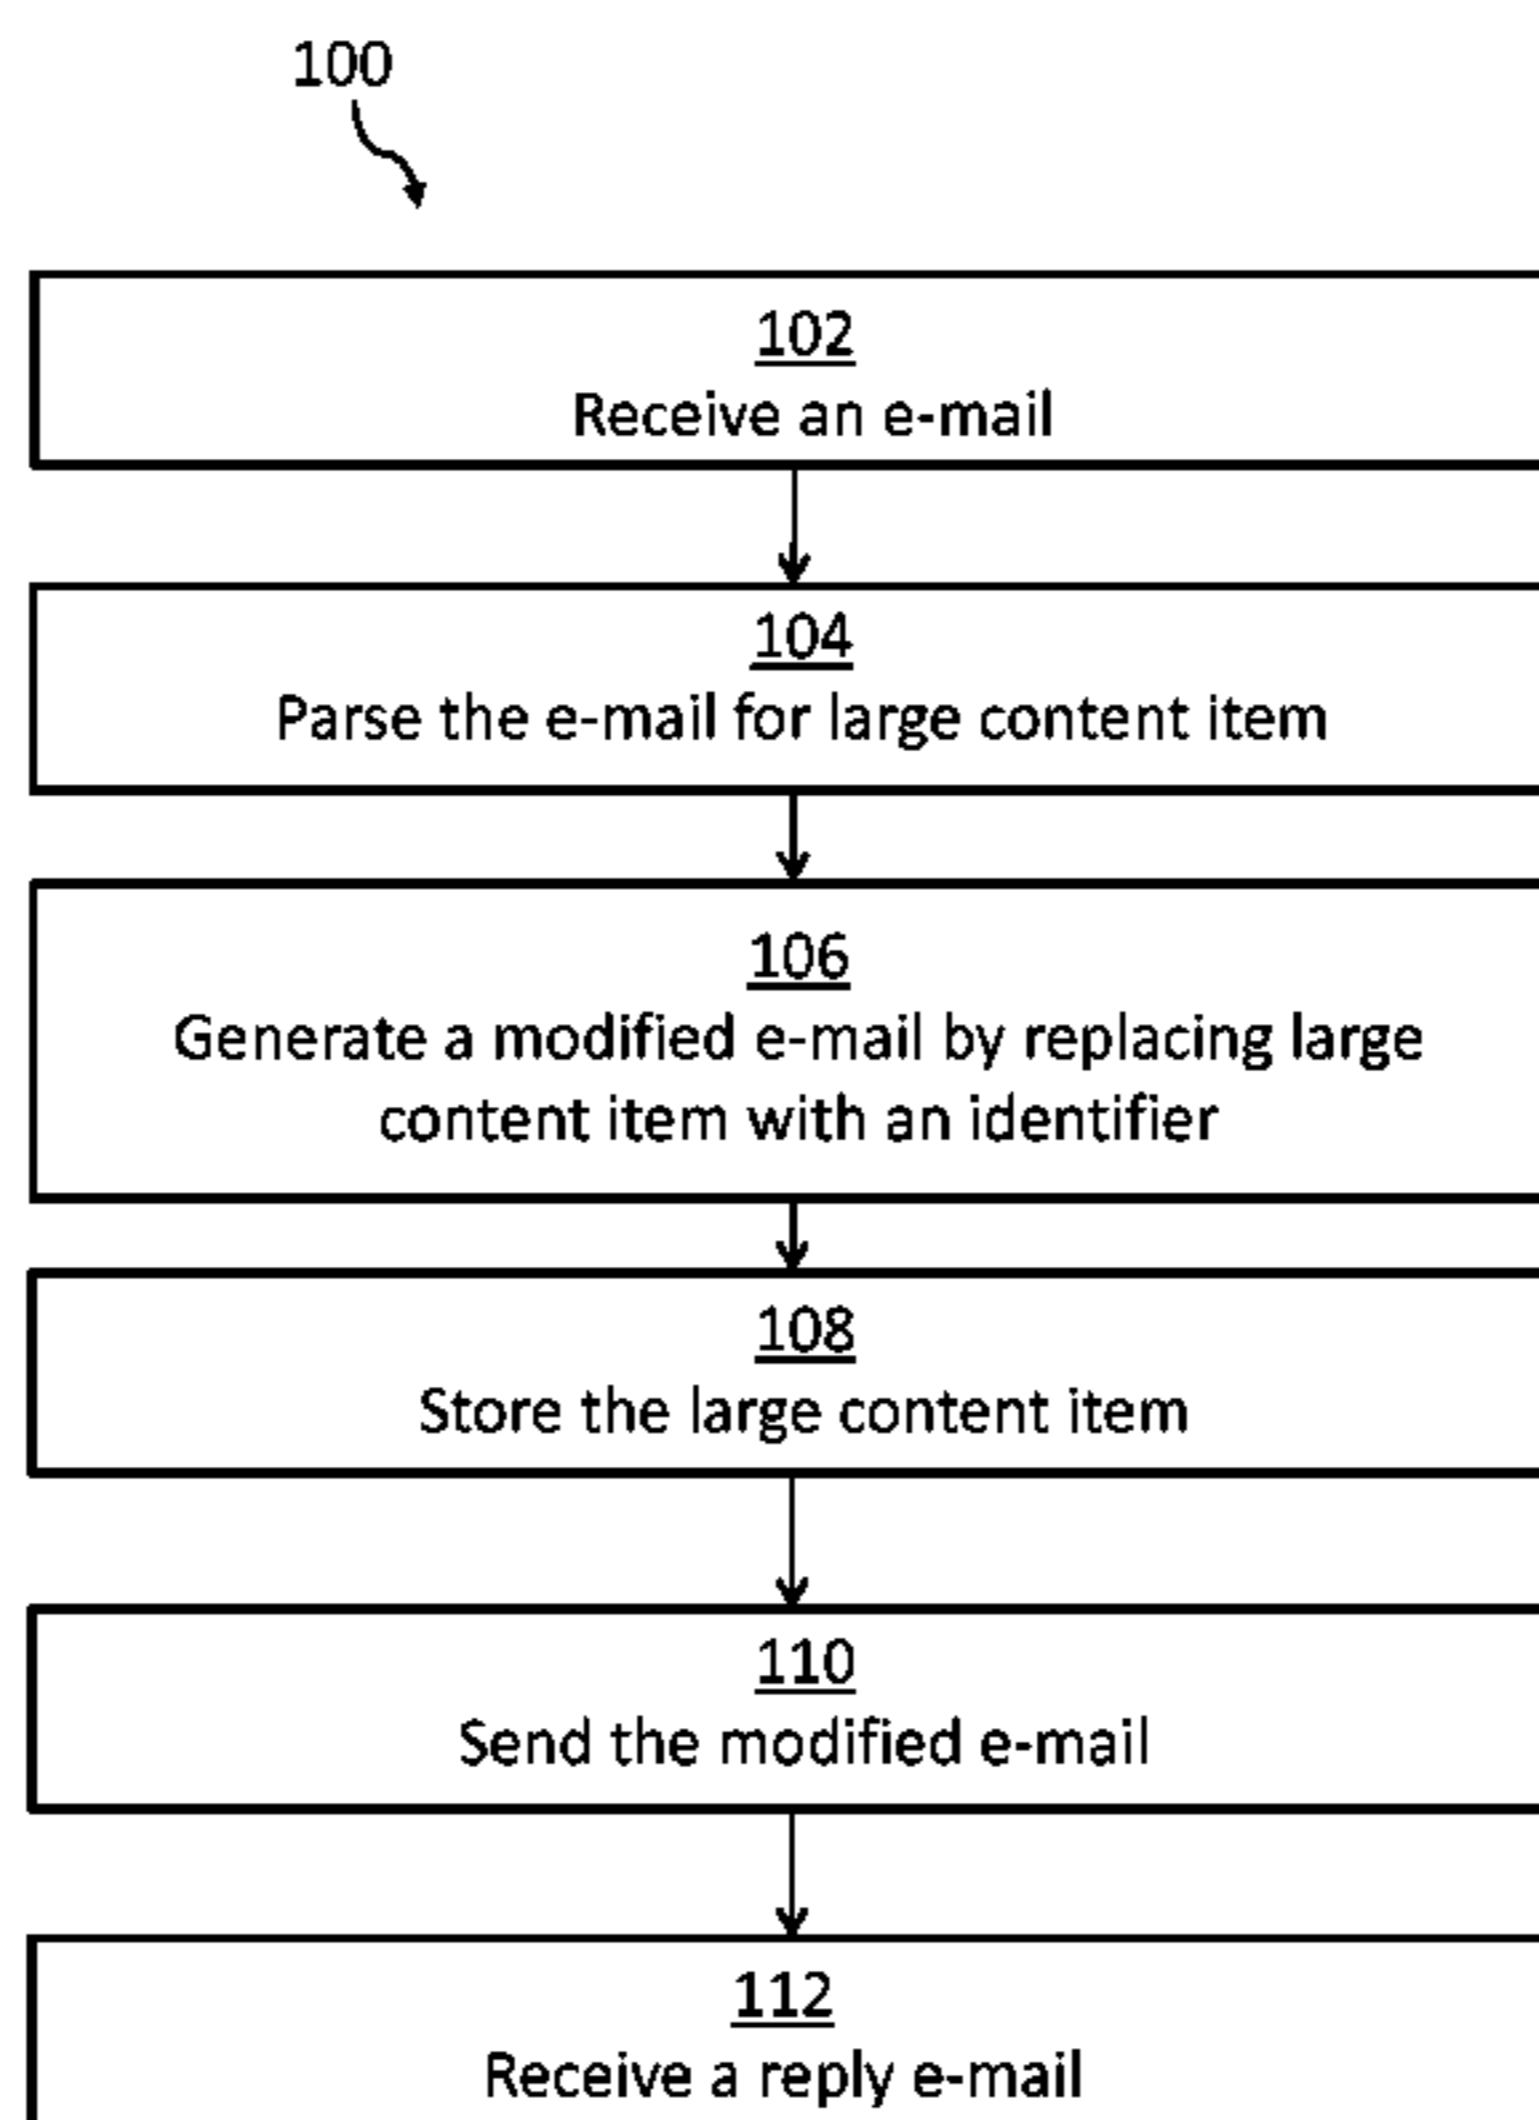 100
102
Receive an e-mail
104
Parse the e-mail for large content item
106
Generate a modified e-mail by replacing large
content item with an identifier
108
Store the large content item
110
Send the modified e-mail
112
Receive a reply e-mail